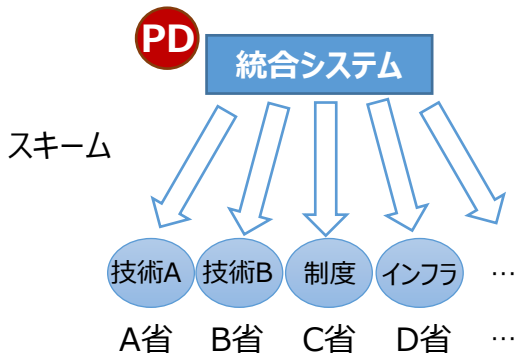 PD
統合システム
スキーム
技術A 技術B 制度 インフラ …
A省 B省 C省 D省 …